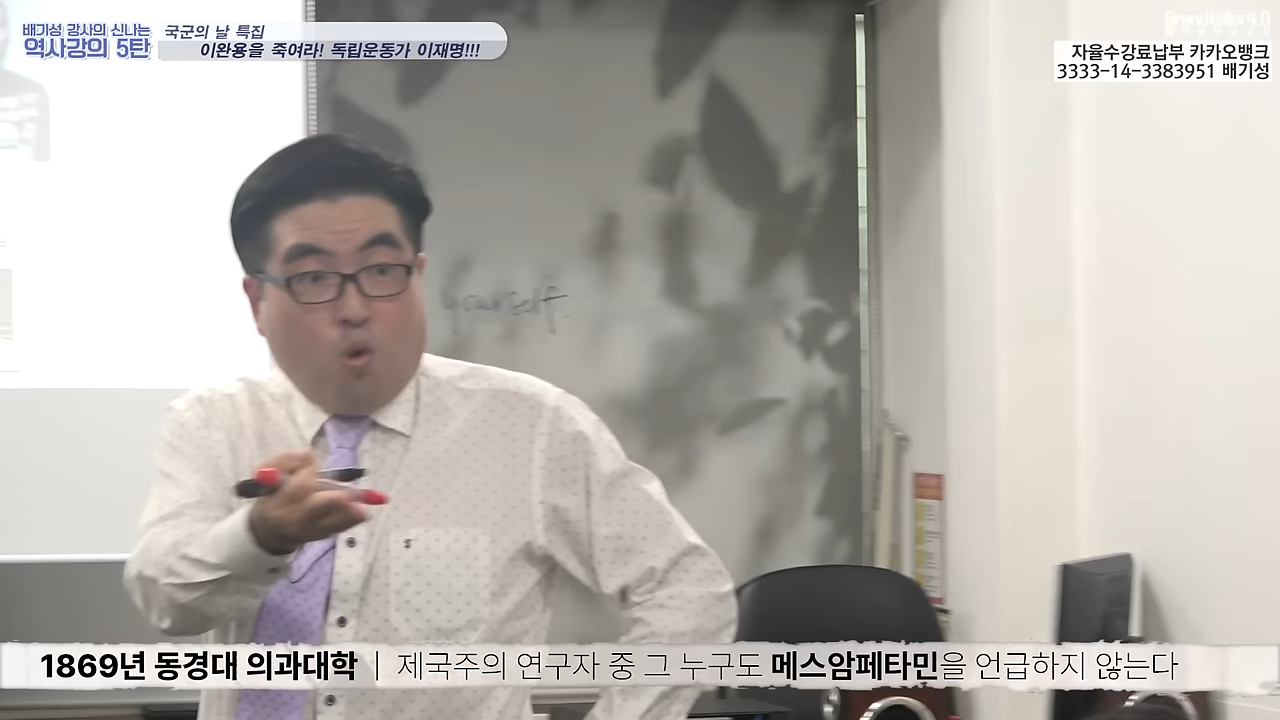 배기성 강사의 신나는
역사강의 5탄
국군의 날 특집
이완용을 죽여라! 독립운동가 이재명!!!
Brandteller4.0
자율수강료납부 카카오뱅크
3333-14-3383951 배기성
yourself.
1869년 동경대 의과대학 | 제국주의 연구자 중 그 누구도 메스암페타민을 언급하지 않는다